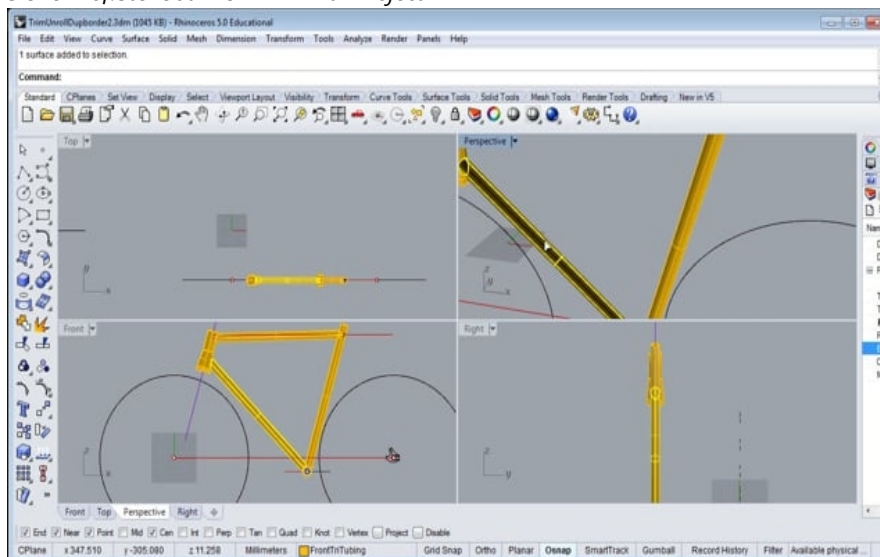 TrimUnrollDupborder2.3dm (1045 KB) - Rhinoceros 5.0 Educational
File Edit View Curve Surface Solid Mesh Dimension Transform Tools Analyze Render Panels Help
1 surface added to selection.
Command:
Standard CPlanes Set View Display Select Viewport Layout Visibility Transform Curve Tools Surface Tools Solid Tools Mesh Tools Render Tools Drafting New in V5
Top Perspective
y x
z y x
Nam
Front Right
z x
z y
Front Top Perspective Right
End Near Point Mid Cen Int Perp Tan Quad Knot Vertex Project Disable
CPlane x 347.510 y -305.080 z 11.258 Millimeters FrontTriTubing Grid Snap Ortho Planar Osnap SmartTrack Gumball Record History Filter Available physical ...